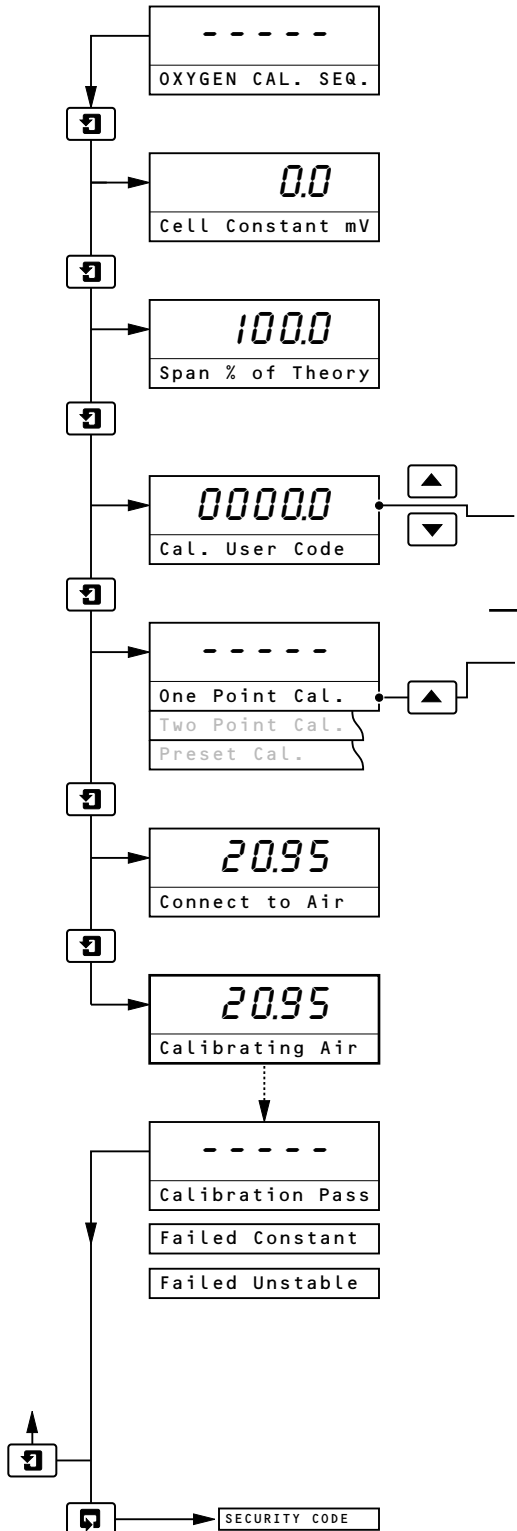 - - - - -
OXYGEN CAL. SEQ.
0.0
Cell Constant mV
100.0
Span % of Theory
0000.0
Cal. User Code
- - - - -
One Point Cal.
Two Point Cal.
Preset Cal.
20.95
Connect to Air
20.95
Calibrating Air
- - - - -
Calibration Pass
Failed Constant
Failed Unstable
SECURITY CODE